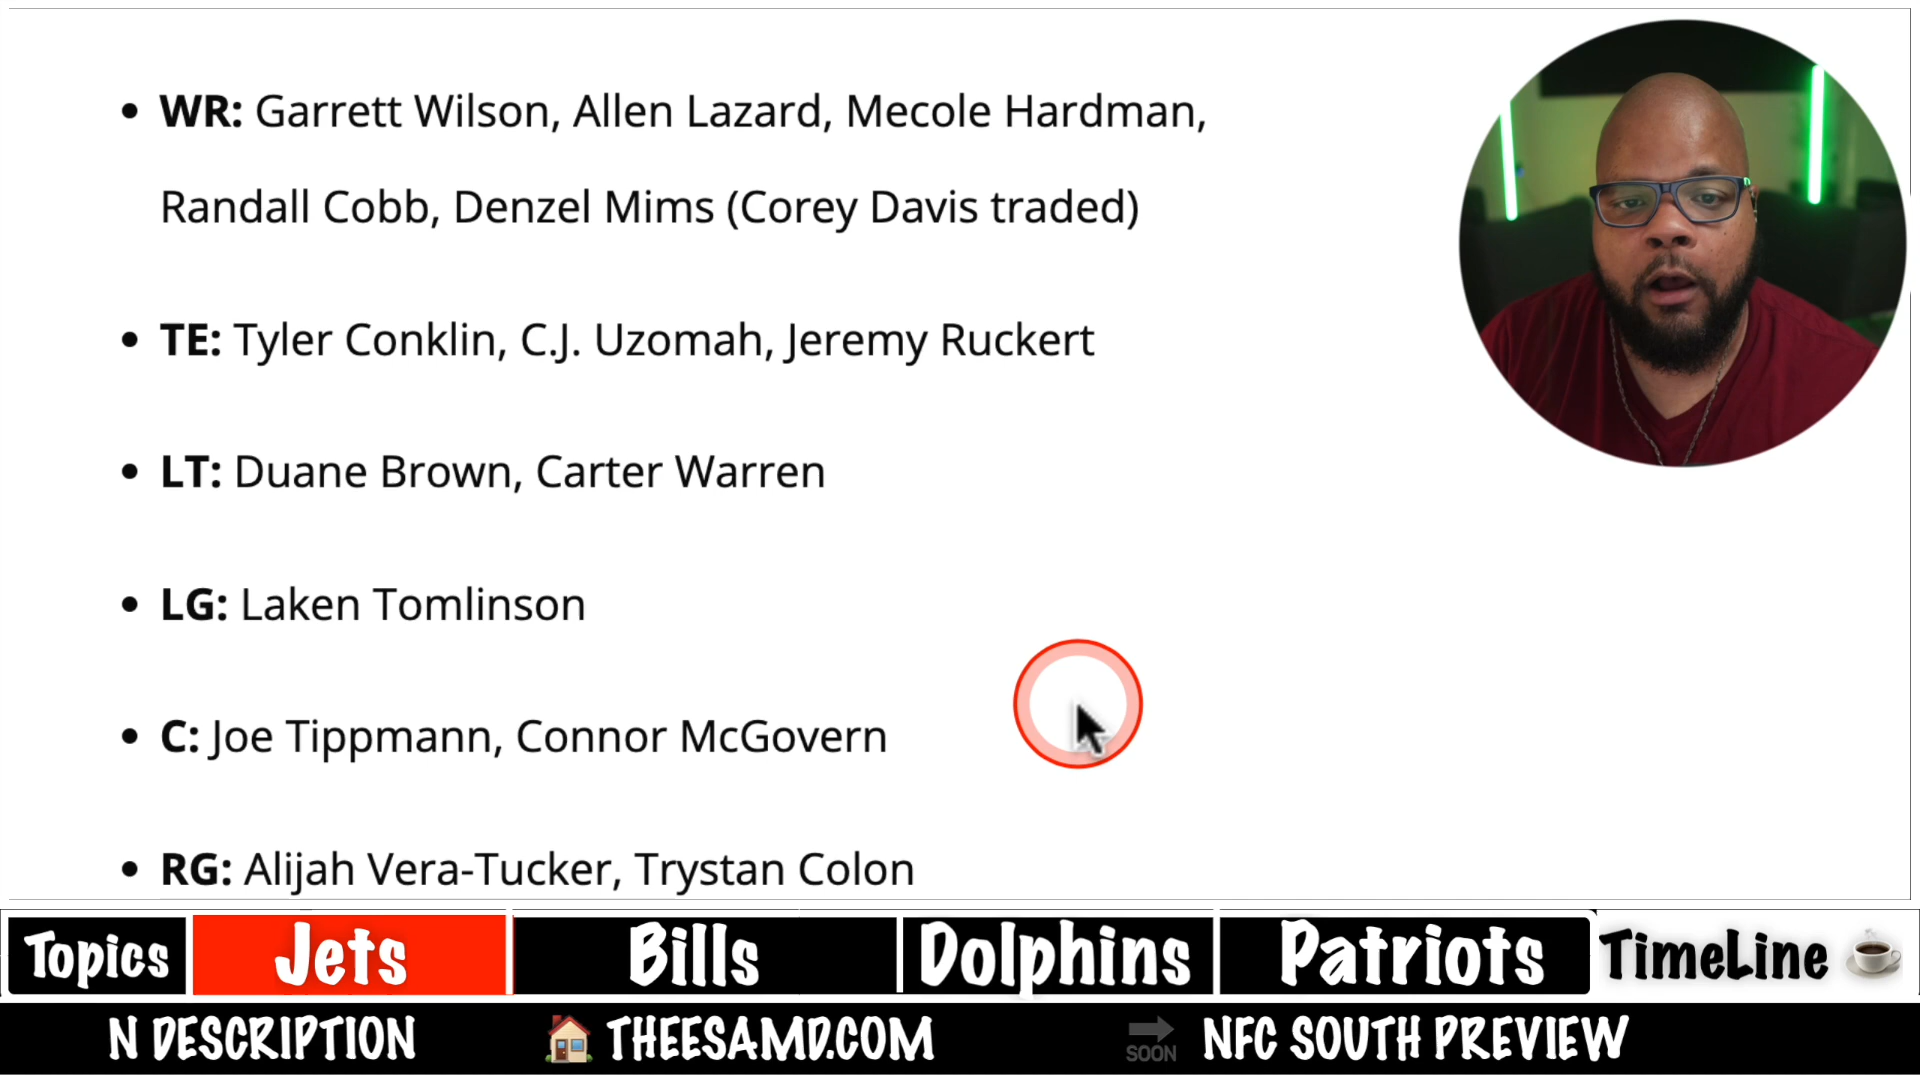 • WR: Garrett Wilson, Allen Lazard, Mecole Hardman,
Randall Cobb, Denzel Mims (Corey Davis traded)
• TE: Tyler Conklin, C.J. Uzomah, Jeremy Ruckert
• LT: Duane Brown, Carter Warren
• LG: Laken Tomlinson
• C: Joe Tippmann, Connor McGovern
• RG: Alijah Vera-Tucker, Trystan Colon
Topics Jets Bills Dolphins Patriots TimeLine
N DESCRIPTION THEESAMD.COM SOON NFC SOUTH PREVIEW